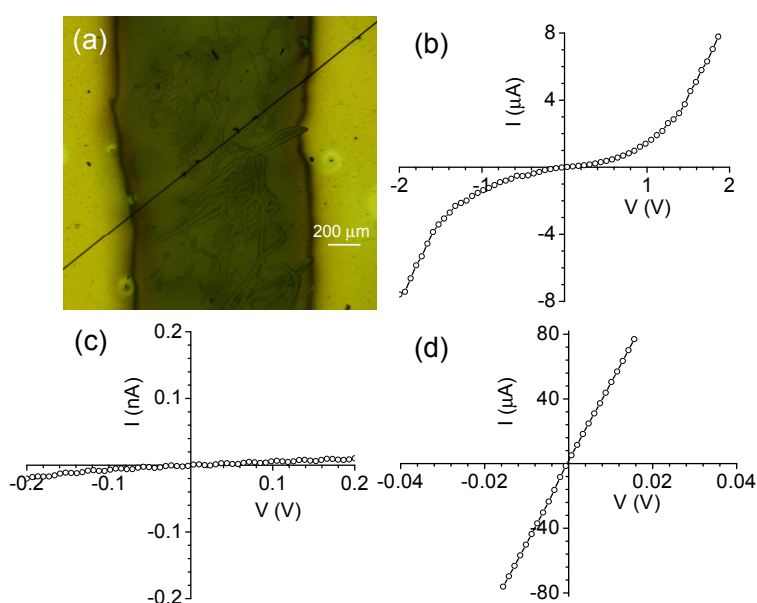 (a)
200 μm
(b)
8
4
-2
-1
1
2
-4
-8
I (μA)
V (V)
(c)
0.2
0.1
-0.2
-0.1
0.1
0.2
-0.1
-0.2
I (nA)
V (V)
(d)
80
40
-0.04
-0.02
0.02
0.04
-40
-80
I (μA)
V (V)